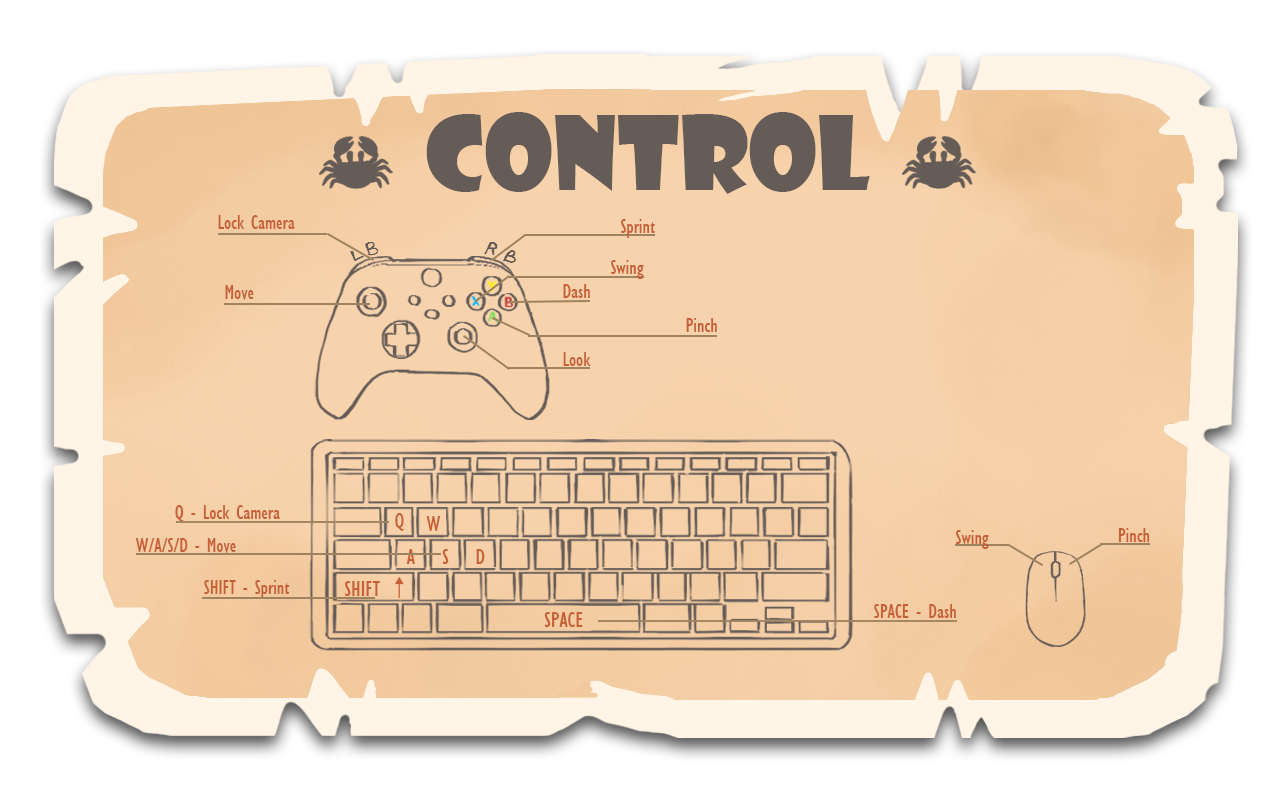 CONTROL
Lock Camera
Sprint
LB
RB
Swing
Move
Dash
X
B
A
Pinch
Look
Q - Lock Camera
Q W
W/A/S/D - Move
A S D
SHIFT - Sprint
SHIFT
SPACE
SPACE - Dash
Swing
Pinch